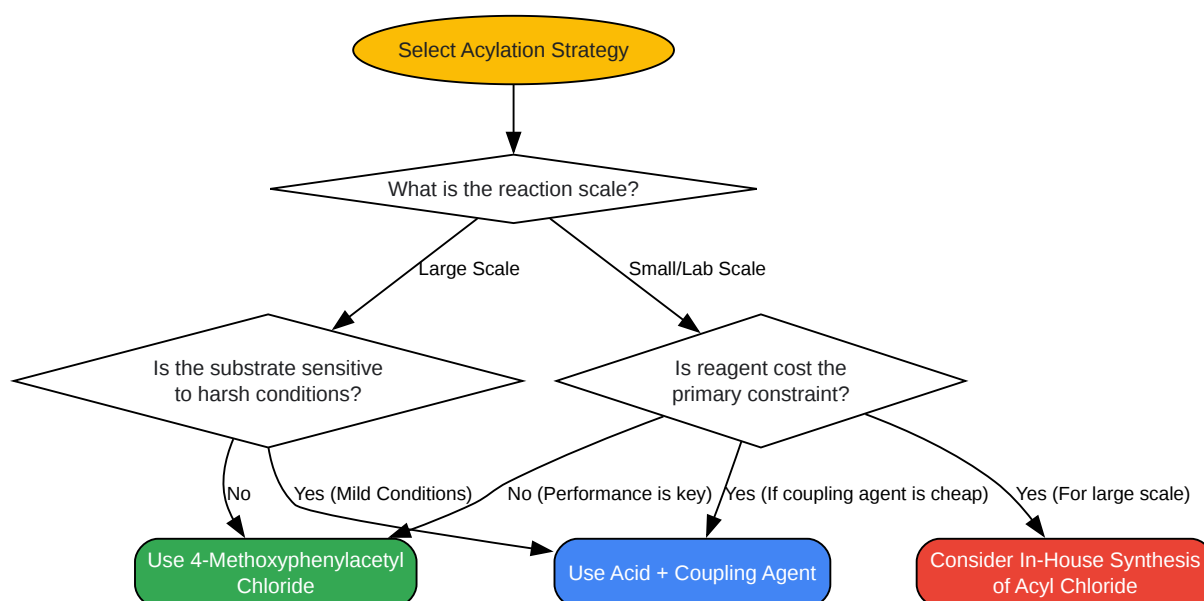 Select Acylation Strategy
What is the reaction scale?
Large Scale
Small/Lab Scale
Is the substrate sensitive
to harsh conditions?
Is reagent cost the
primary constraint?
No
Yes (Mild Conditions)
No (Performance is key)
Yes (If coupling agent is cheap)
Yes (For large scale)
Use 4-Methoxyphenylacetyl
Chloride
Use Acid + Coupling Agent
Consider In-House Synthesis
of Acyl Chloride